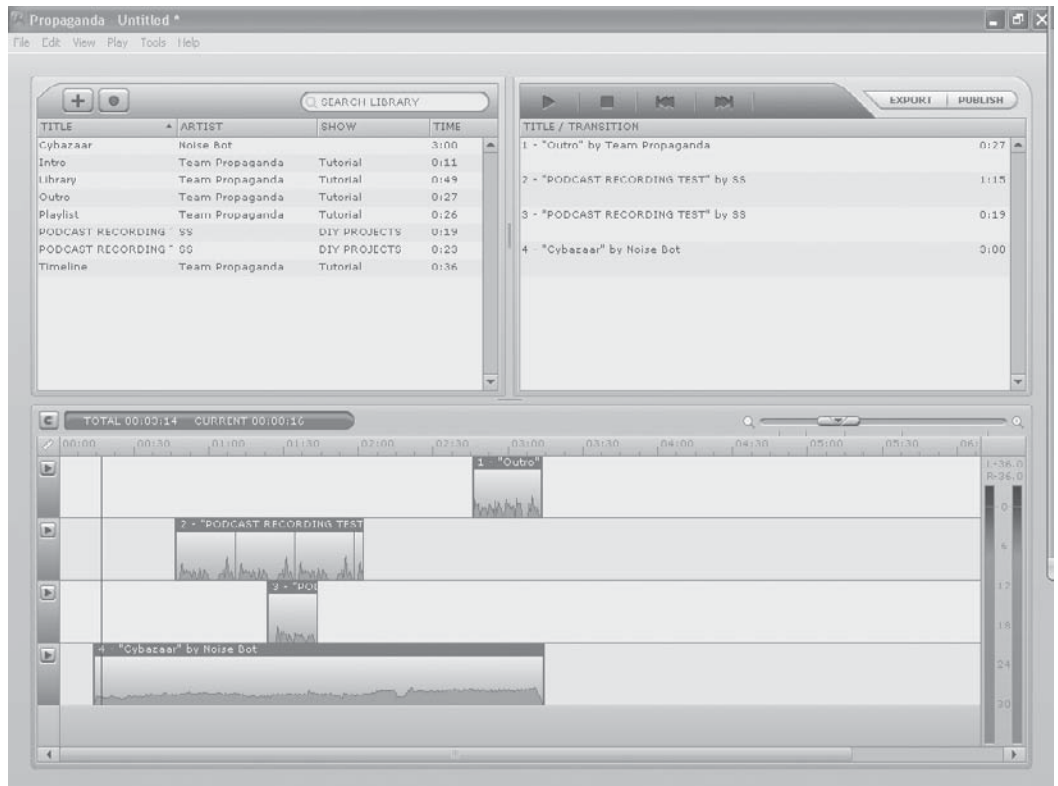 Propaganda Untitled *
File Edit View Play Tools Help
SEARCH LIBRARY
TITLE ARTIST SHOW TIME
Cybazaar Noise Bot 3:00
Intro Team Propaganda Tutorial 0:11
Library Team Propaganda Tutorial 0:49
Outro Team Propaganda Tutorial 0:27
Playlist Team Propaganda Tutorial 0:26
PODCAST RECORDING T SS DIY PROJECTS 0:19
PODCAST RECORDING T SS DIY PROJECTS 0:23
Timeline Team Propaganda Tutorial 0:36
EXPORT PUBLISH
TITLE / TRANSITION
1 - "Outro" by Team Propaganda 0:27
2 - "PODCAST RECORDING TEST" by SS 1:15
3 - "PODCAST RECORDING TEST" by SS 0:19
4 - "Cybazaar" by Noise Bot 3:00
C TOTAL 00:03:14 CURRENT 00:00:16
00:00 00:30 01:00 01:30 02:00 02:30 03:00 03:30 04:00 04:30 05:00 05:30 06:
1 - "Outro"
2 - "PODCAST RECORDING TEST
3 - "POD
4 - "Cybazaar" by Noise Bot
L-36.0
R-36.0
0
6
12
18
24
30